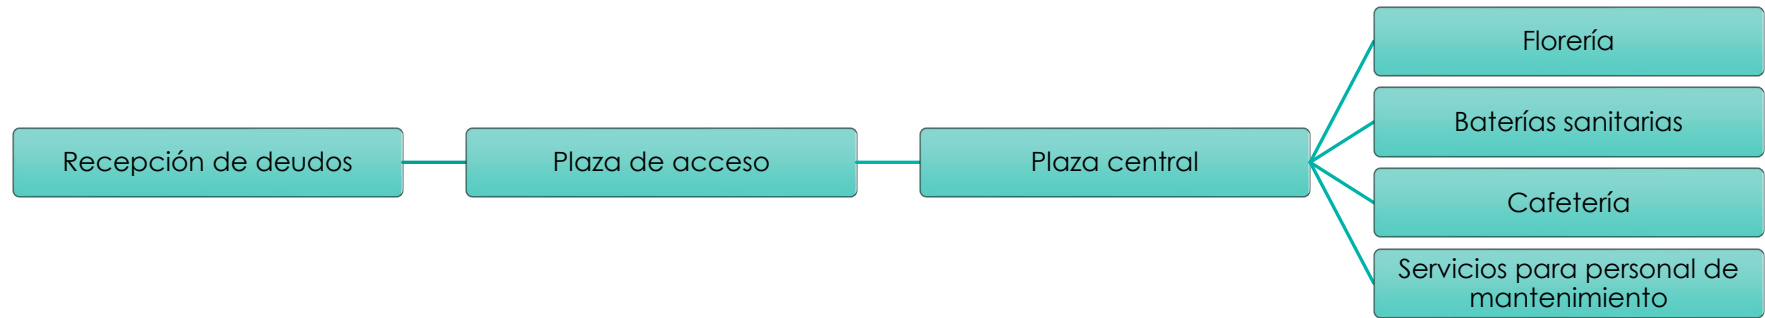 Recepción de deudos
Plaza de acceso
Plaza central
Florería
Baterías sanitarias
Cafetería
Servicios para personal de
mantenimiento